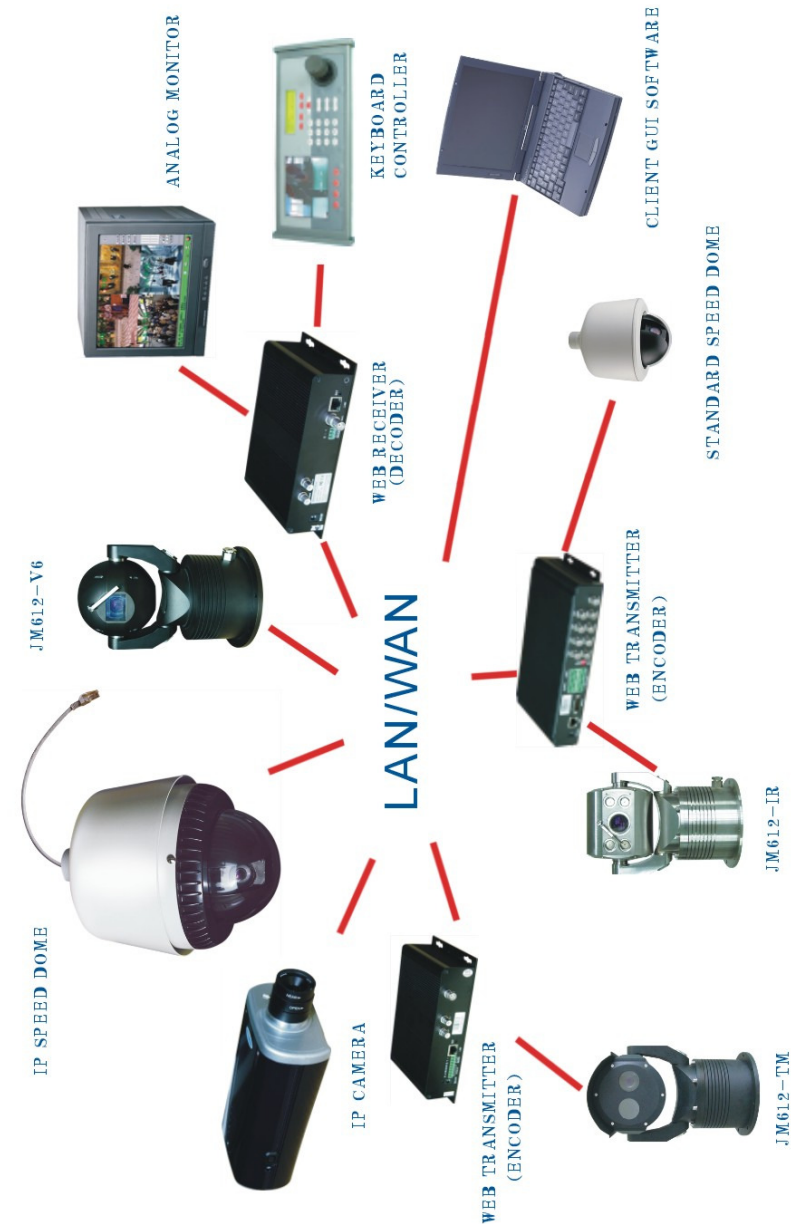 IP SPEED DOME
JM612-V6
ANALOG MONITOR
KEYBOARD
CONTROLLER
IP CAMERA
WEB RECEIVER
(DECODER)
LAN/WAN
CLIENT GUI SOFTWARE
WEB TRANSMITTER
(ENCODER)
WEB TRANSMITTER
(ENCODER)
STANDARD SPEED DOME
JM612-TM
JM612-IR